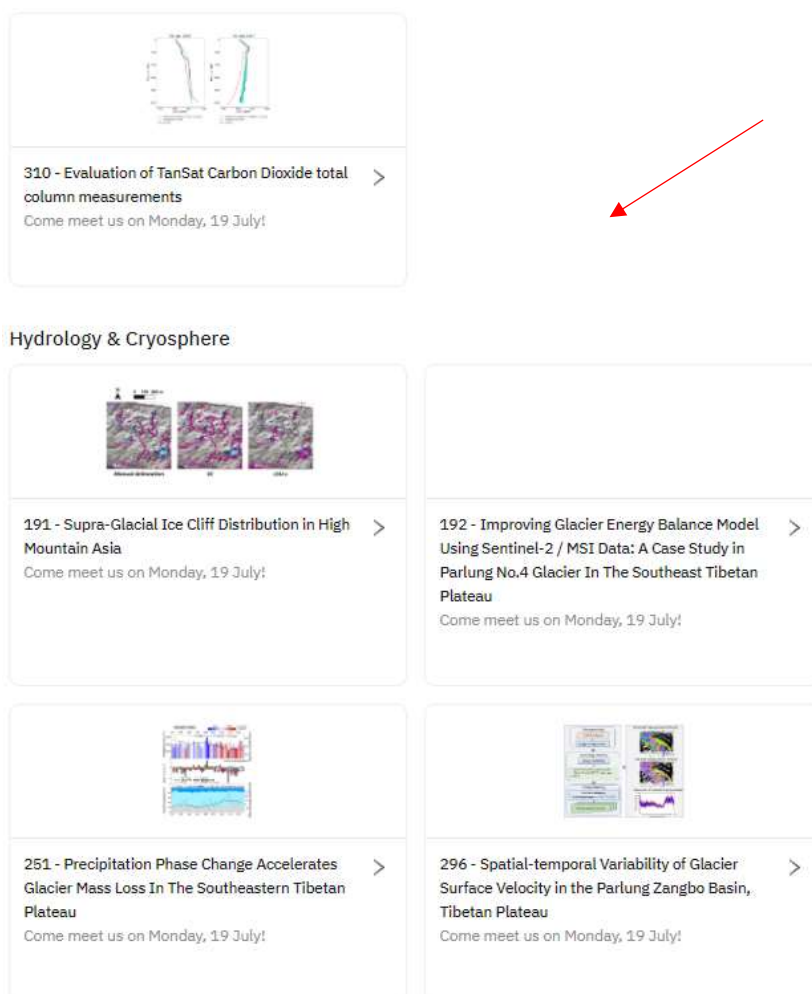 310 - Evaluation of TanSat Carbon Dioxide total
column measurements
Come meet us on Monday, 19 July!
Hydrology & Cryosphere
Manual delineation
191 - Supra-Glacial Ice Cliff Distribution in High
Mountain Asia
Come meet us on Monday, 19 July!
192 - Improving Glacier Energy Balance Model
Using Sentinel-2 / MSI Data: A Case Study in
Parlung No.4 Glacier In The Southeast Tibetan
Plateau
Come meet us on Monday, 19 July!
251 - Precipitation Phase Change Accelerates
Glacier Mass Loss In The Southeastern Tibetan
Plateau
Come meet us on Monday, 19 July!
296 - Spatial-temporal Variability of Glacier
Surface Velocity in the Parlung Zangbo Basin,
Tibetan Plateau
Come meet us on Monday, 19 July!